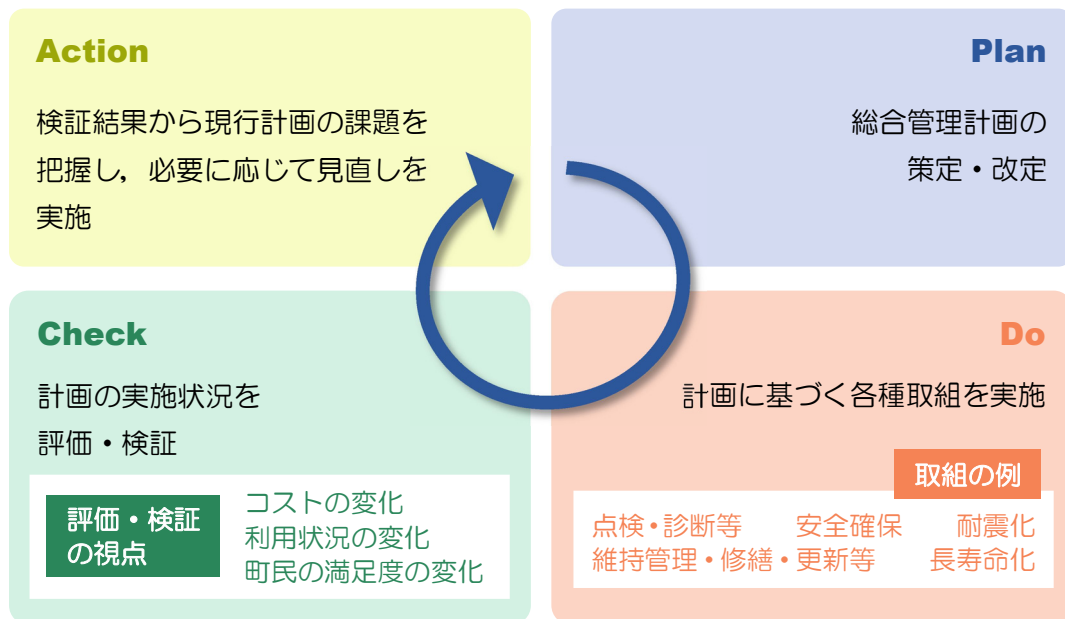 Action
検証結果から現行計画の課題を
把握し，必要に応じて見直しを
実施
Plan
総合管理計画の
策定・改定
Check
計画の実施状況を
評価・検証
評価・検証
の視点
コストの変化
利用状況の変化
町民の満足度の変化
Do
計画に基づく各種取組を実施
取組の例
点検・診断等　安全確保　耐震化
維持管理・修繕・更新等　長寿命化